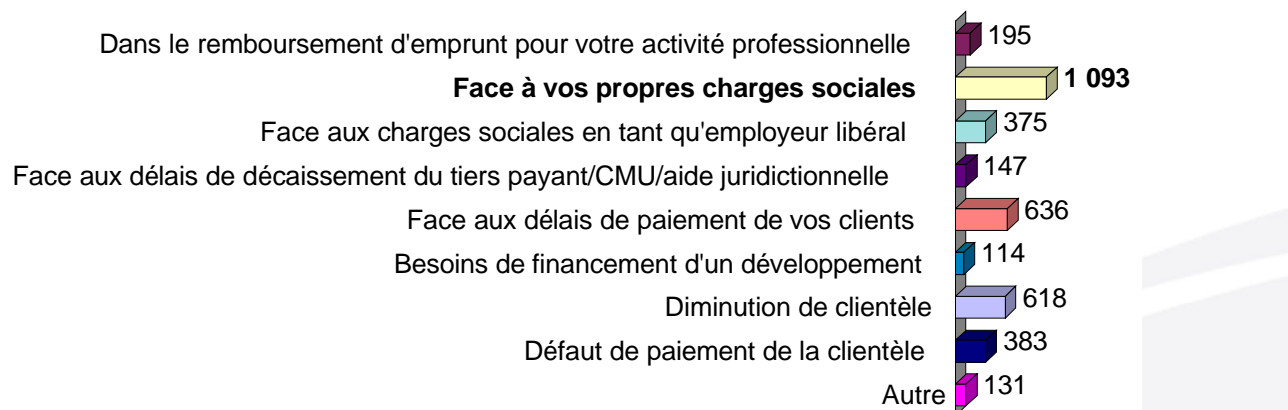 Dans le remboursement d'emprunt pour votre activité professionnelle 195
Face à vos propres charges sociales 1 093
Face aux charges sociales en tant qu'employeur libéral 375
Face aux délais de décaissement du tiers payant/CMU/aide juridictionnelle 147
Face aux délais de paiement de vos clients 636
Besoins de financement d'un développement 114
Diminution de clientèle 618
Défaut de paiement de la clientèle 383
Autre 131